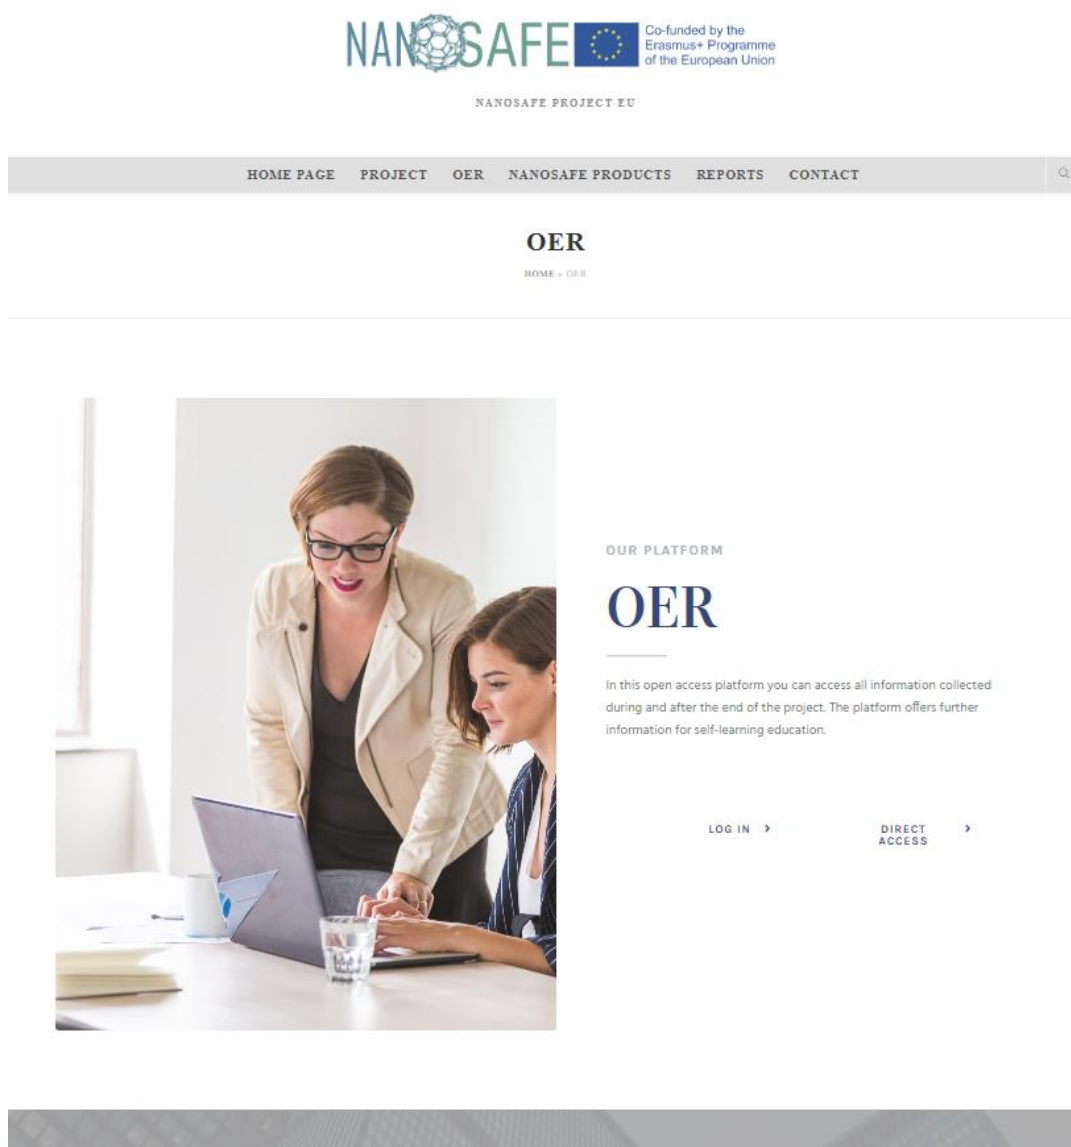 NANOSAFE
Co-funded by the
Erasmus+ Programme
of the European Union
NANOSAFE PROJECT EU
HOME PAGE PROJECT OER NANOSAFE PRODUCTS REPORTS CONTACT
OER
HOME » OER
OUR PLATFORM
OER
In this open access platform you can access all information collected
during and after the end of the project. The platform offers further
information for self-learning education.
LOG IN DIRECT
ACCESS